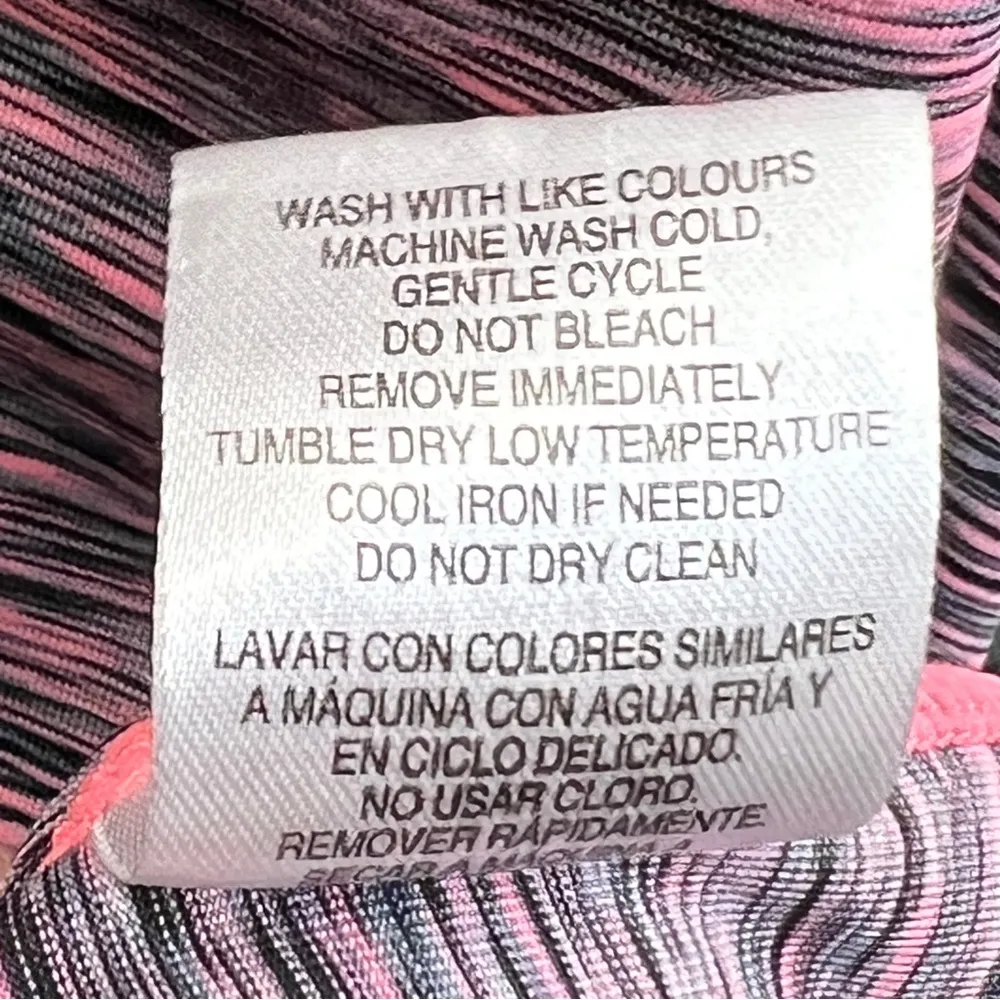 WASH WITH LIKE COLOURS
MACHINE WASH COLD,
GENTLE CYCLE
DO NOT BLEACH
REMOVE IMMEDIATELY
TUMBLE DRY LOW TEMPERATURE
COOL IRON IF NEEDED
DO NOT DRY CLEAN
LAVAR CON COLORES SIMILARES
A MÁQUINA CON AGUA FRÍA Y
EN CICLO DELICADO.
NO USAR CLORO.
REMOVER RÁPIDAMENTE
SECAR A MÁQUINA A